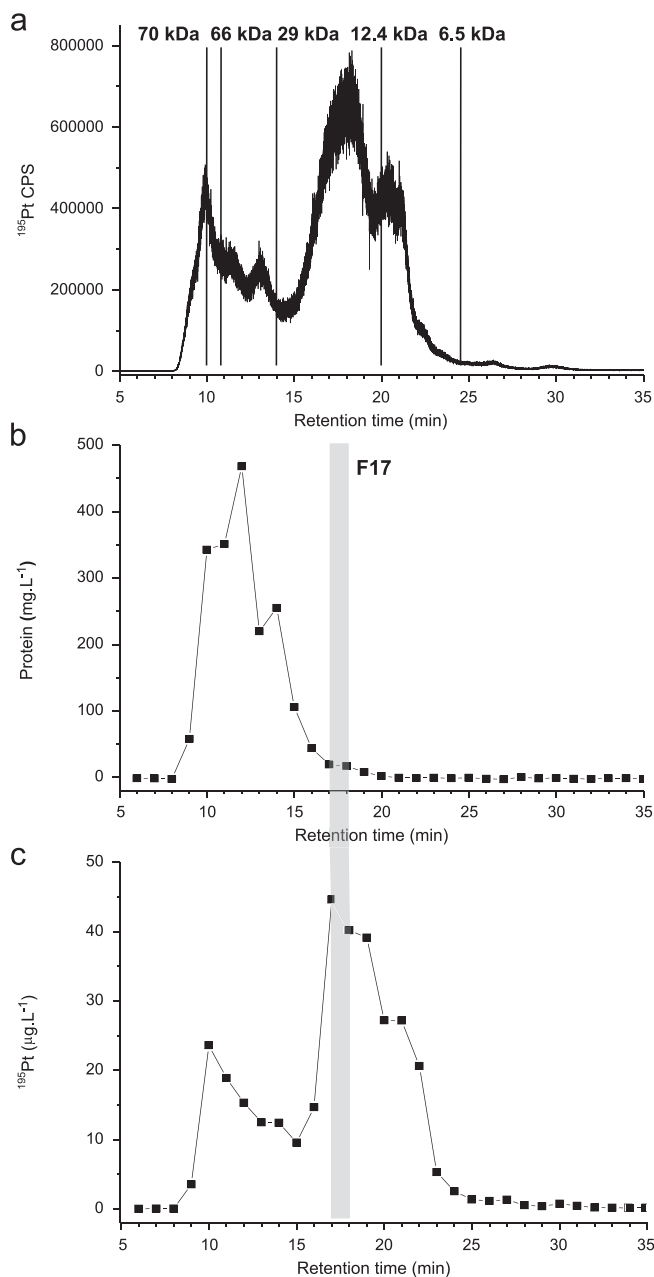 a
70 kDa 66 kDa 29 kDa 12.4 kDa 6.5 kDa
800000
600000
400000
200000
0
¹⁹⁵Pt CPS
5 10 15 20 25 30 35
Retention time (min)
b
F17
500
400
300
200
100
0
Protein (mg.L⁻¹)
5 10 15 20 25 30 35
Retention time (min)
c
50
40
30
20
10
0
¹⁹⁵Pt (µg.L⁻¹)
5 10 15 20 25 30 35
Retention time (min)